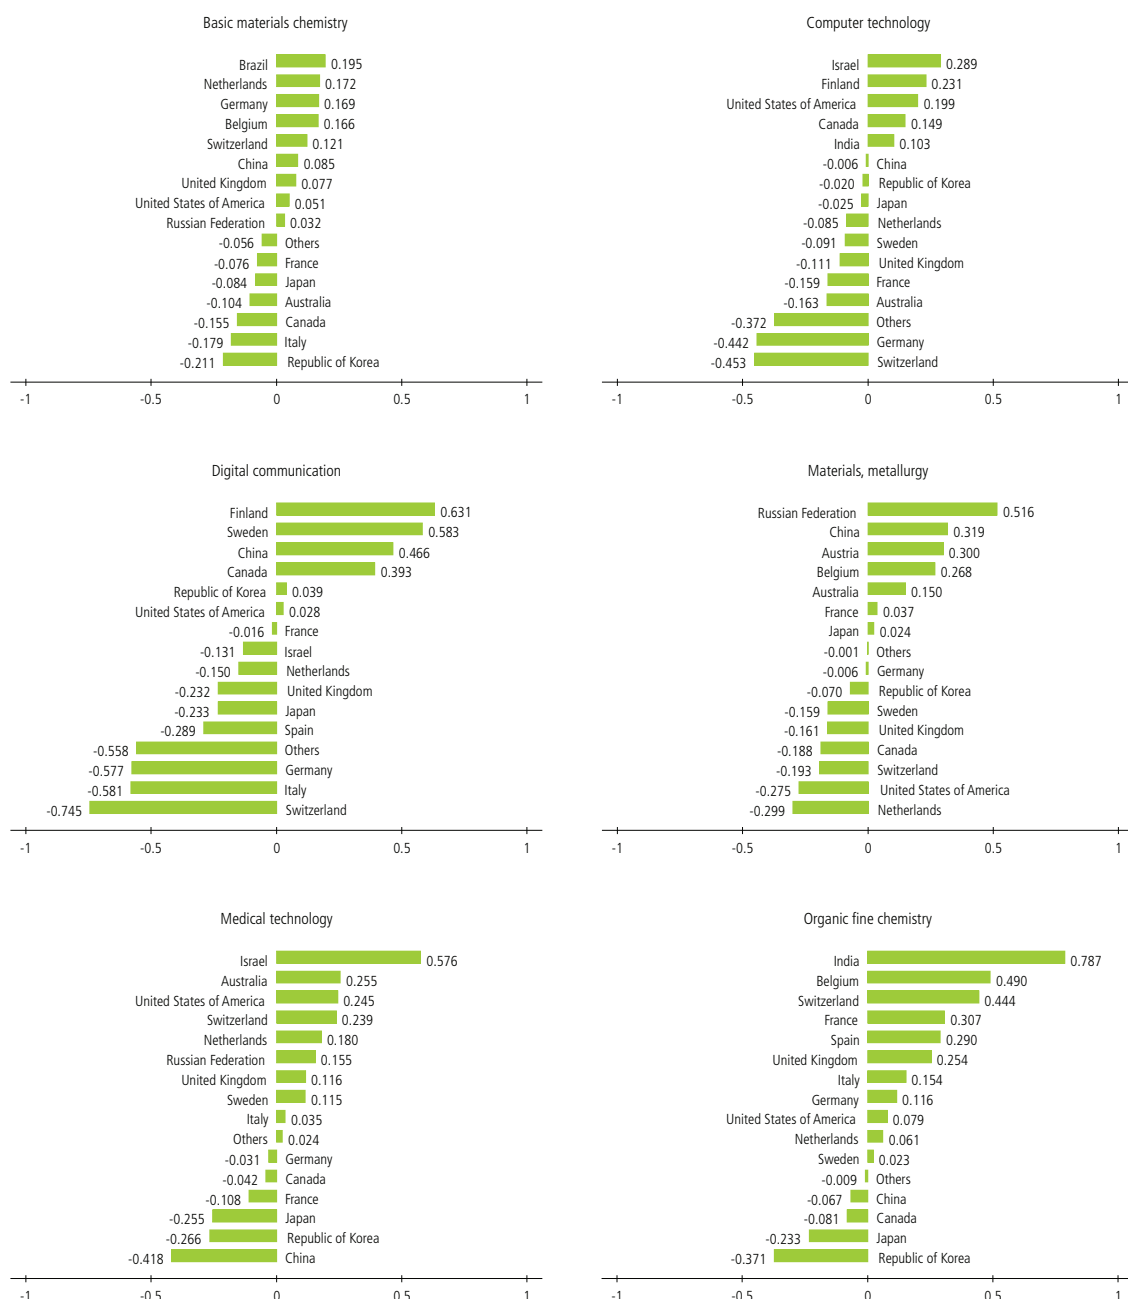 Basic materials chemistry
Brazil 0.195
Netherlands 0.172
Germany 0.169
Belgium 0.166
Switzerland 0.121
China 0.085
United Kingdom 0.077
United States of America 0.051
Russian Federation 0.032
-0.056 Others
-0.076 France
-0.084 Japan
-0.104 Australia
-0.155 Canada
-0.179 Italy
-0.211 Republic of Korea
-1 -0.5 0 0.5 1
Computer technology
Israel 0.289
Finland 0.231
United States of America 0.199
Canada 0.149
India 0.103
-0.006 China
-0.020 Republic of Korea
-0.025 Japan
-0.085 Netherlands
-0.091 Sweden
-0.111 United Kingdom
-0.159 France
-0.163 Australia
-0.372 Others
-0.442 Germany
-0.453 Switzerland
-1 -0.5 0 0.5 1
Digital communication
Finland 0.631
Sweden 0.583
China 0.466
Canada 0.393
Republic of Korea 0.039
United States of America 0.028
-0.016 France
-0.131 Israel
-0.150 Netherlands
-0.232 United Kingdom
-0.233 Japan
-0.289 Spain
-0.558 Others
-0.577 Germany
-0.581 Italy
-0.745 Switzerland
-1 -0.5 0 0.5 1
Materials, metallurgy
Russian Federation 0.516
China 0.319
Austria 0.300
Belgium 0.268
Australia 0.150
France 0.037
Japan 0.024
-0.001 Others
-0.006 Germany
-0.070 Republic of Korea
-0.159 Sweden
-0.161 United Kingdom
-0.188 Canada
-0.193 Switzerland
-0.275 United States of America
-0.299 Netherlands
-1 -0.5 0 0.5 1
Medical technology
Israel 0.576
Australia 0.255
United States of America 0.245
Switzerland 0.239
Netherlands 0.180
Russian Federation 0.155
United Kingdom 0.116
Sweden 0.115
Italy 0.035
Others 0.024
-0.031 Germany
-0.042 Canada
-0.108 France
-0.255 Japan
-0.266 Republic of Korea
-0.418 China
-1 -0.5 0 0.5 1
Organic fine chemistry
India 0.787
Belgium 0.490
Switzerland 0.444
France 0.307
Spain 0.290
United Kingdom 0.254
Italy 0.154
Germany 0.116
United States of America 0.079
Netherlands 0.061
Sweden 0.023
-0.009 Others
-0.067 China
-0.081 Canada
-0.233 Japan
-0.371 Republic of Korea
-1 -0.5 0 0.5 1